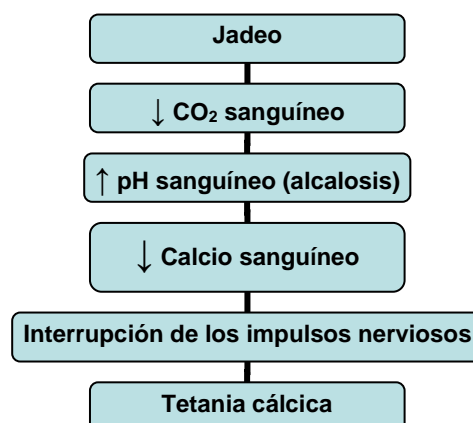 Jadeo
↓ CO₂ sanguíneo
↑ pH sanguíneo (alcalosis)
↓ Calcio sanguíneo
Interrupción de los impulsos nerviosos
Tetania cálcica